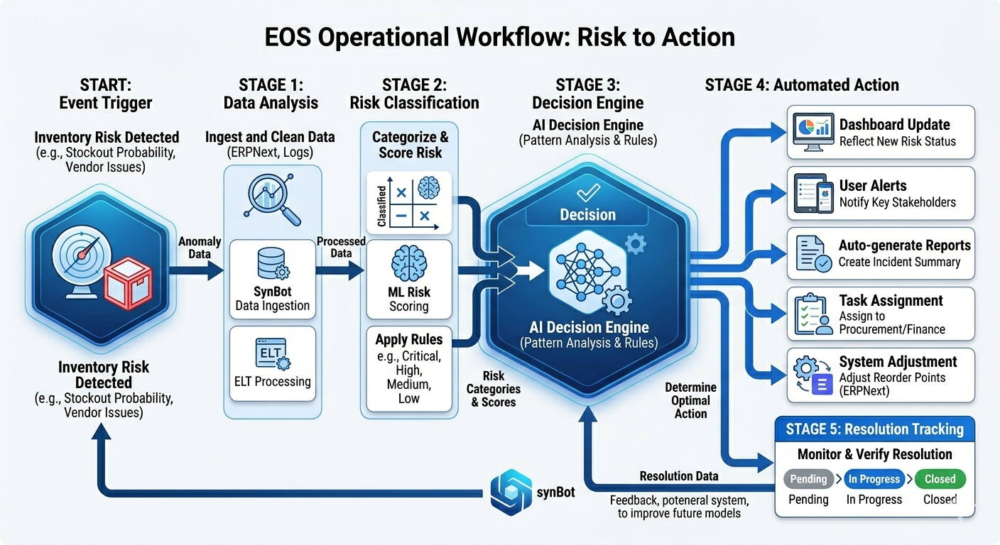 EOS Operational Workflow: Risk to Action
START:
Event Trigger
Inventory Risk Detected
(e.g., Stockout Probability,
Vendor Issues)
Inventory Risk
Detected
(e.g., Stockout Probability,
Vendor Issues)
Anomaly
Data
STAGE 1:
Data Analysis
Ingest and Clean Data
(ERPNext, Logs)
SynBot
Data Ingestion
ELT
ELT Processing
Processed
Data
STAGE 2:
Risk Classification
Categorize &
Score Risk
Classified
ML Risk
Scoring
Apply Rules
e.g., Critical,
High,
Medium,
Low
Risk
Categories
& Scores
STAGE 3:
Decision Engine
AI Decision Engine
(Pattern Analysis & Rules)
Decision
AI Decision Engine
(Pattern Analysis & Rules)
Determine
Optimal
Action
STAGE 4: Automated Action
Dashboard Update
Reflect New Risk Status
User Alerts
Notify Key Stakeholders
Auto-generate Reports
Create Incident Summary
Task Assignment
Assign to
Procurement/Finance
System Adjustment
Adjust Reorder Points
(ERPNext)
E
STAGE 5: Resolution Tracking
Monitor & Verify Resolution
Pending
In Progress
Closed
Pending
In Progress
Closed
Resolution Data
Feedback, poteneral system,
to improve future models
synBot